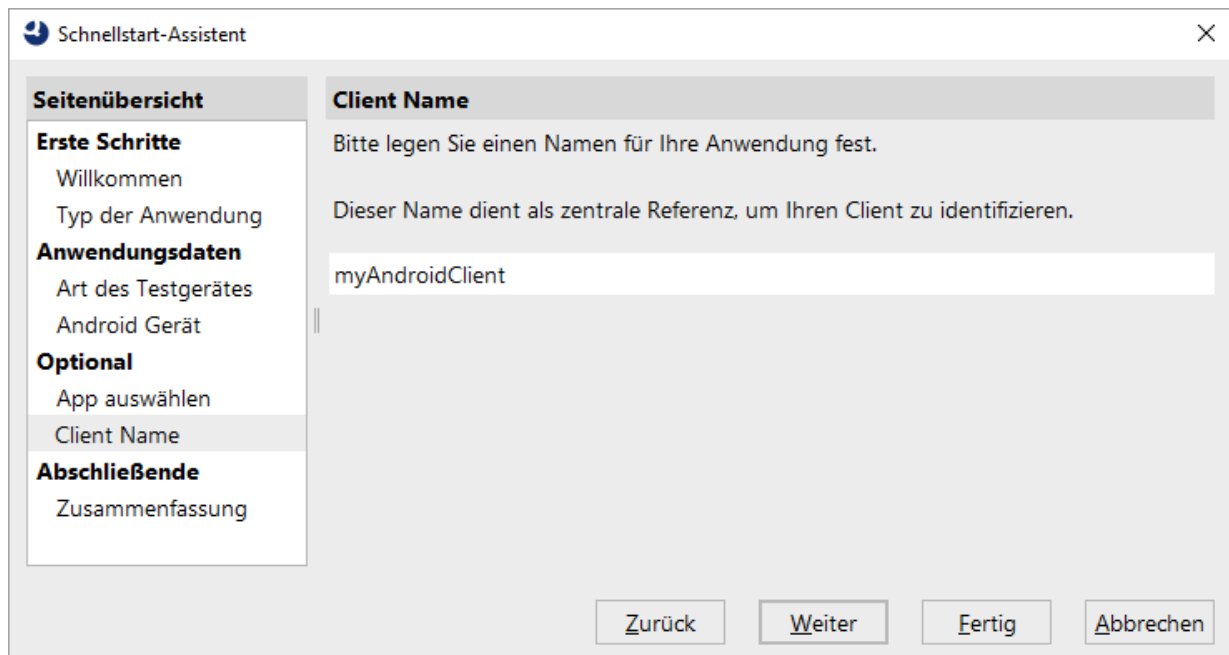 Schnellstart-Assistent
Seitenübersicht
Erste Schritte
Willkommen
Typ der Anwendung
Anwendungsdaten
Art des Testgerätes
Android Gerät
Optional
App auswählen
Client Name
Abschließende
Zusammenfassung
Client Name
Bitte legen Sie einen Namen für Ihre Anwendung fest.
Dieser Name dient als zentrale Referenz, um Ihren Client zu identifizieren.
myAndroidClient
Zurück Weiter Fertig Abbrechen